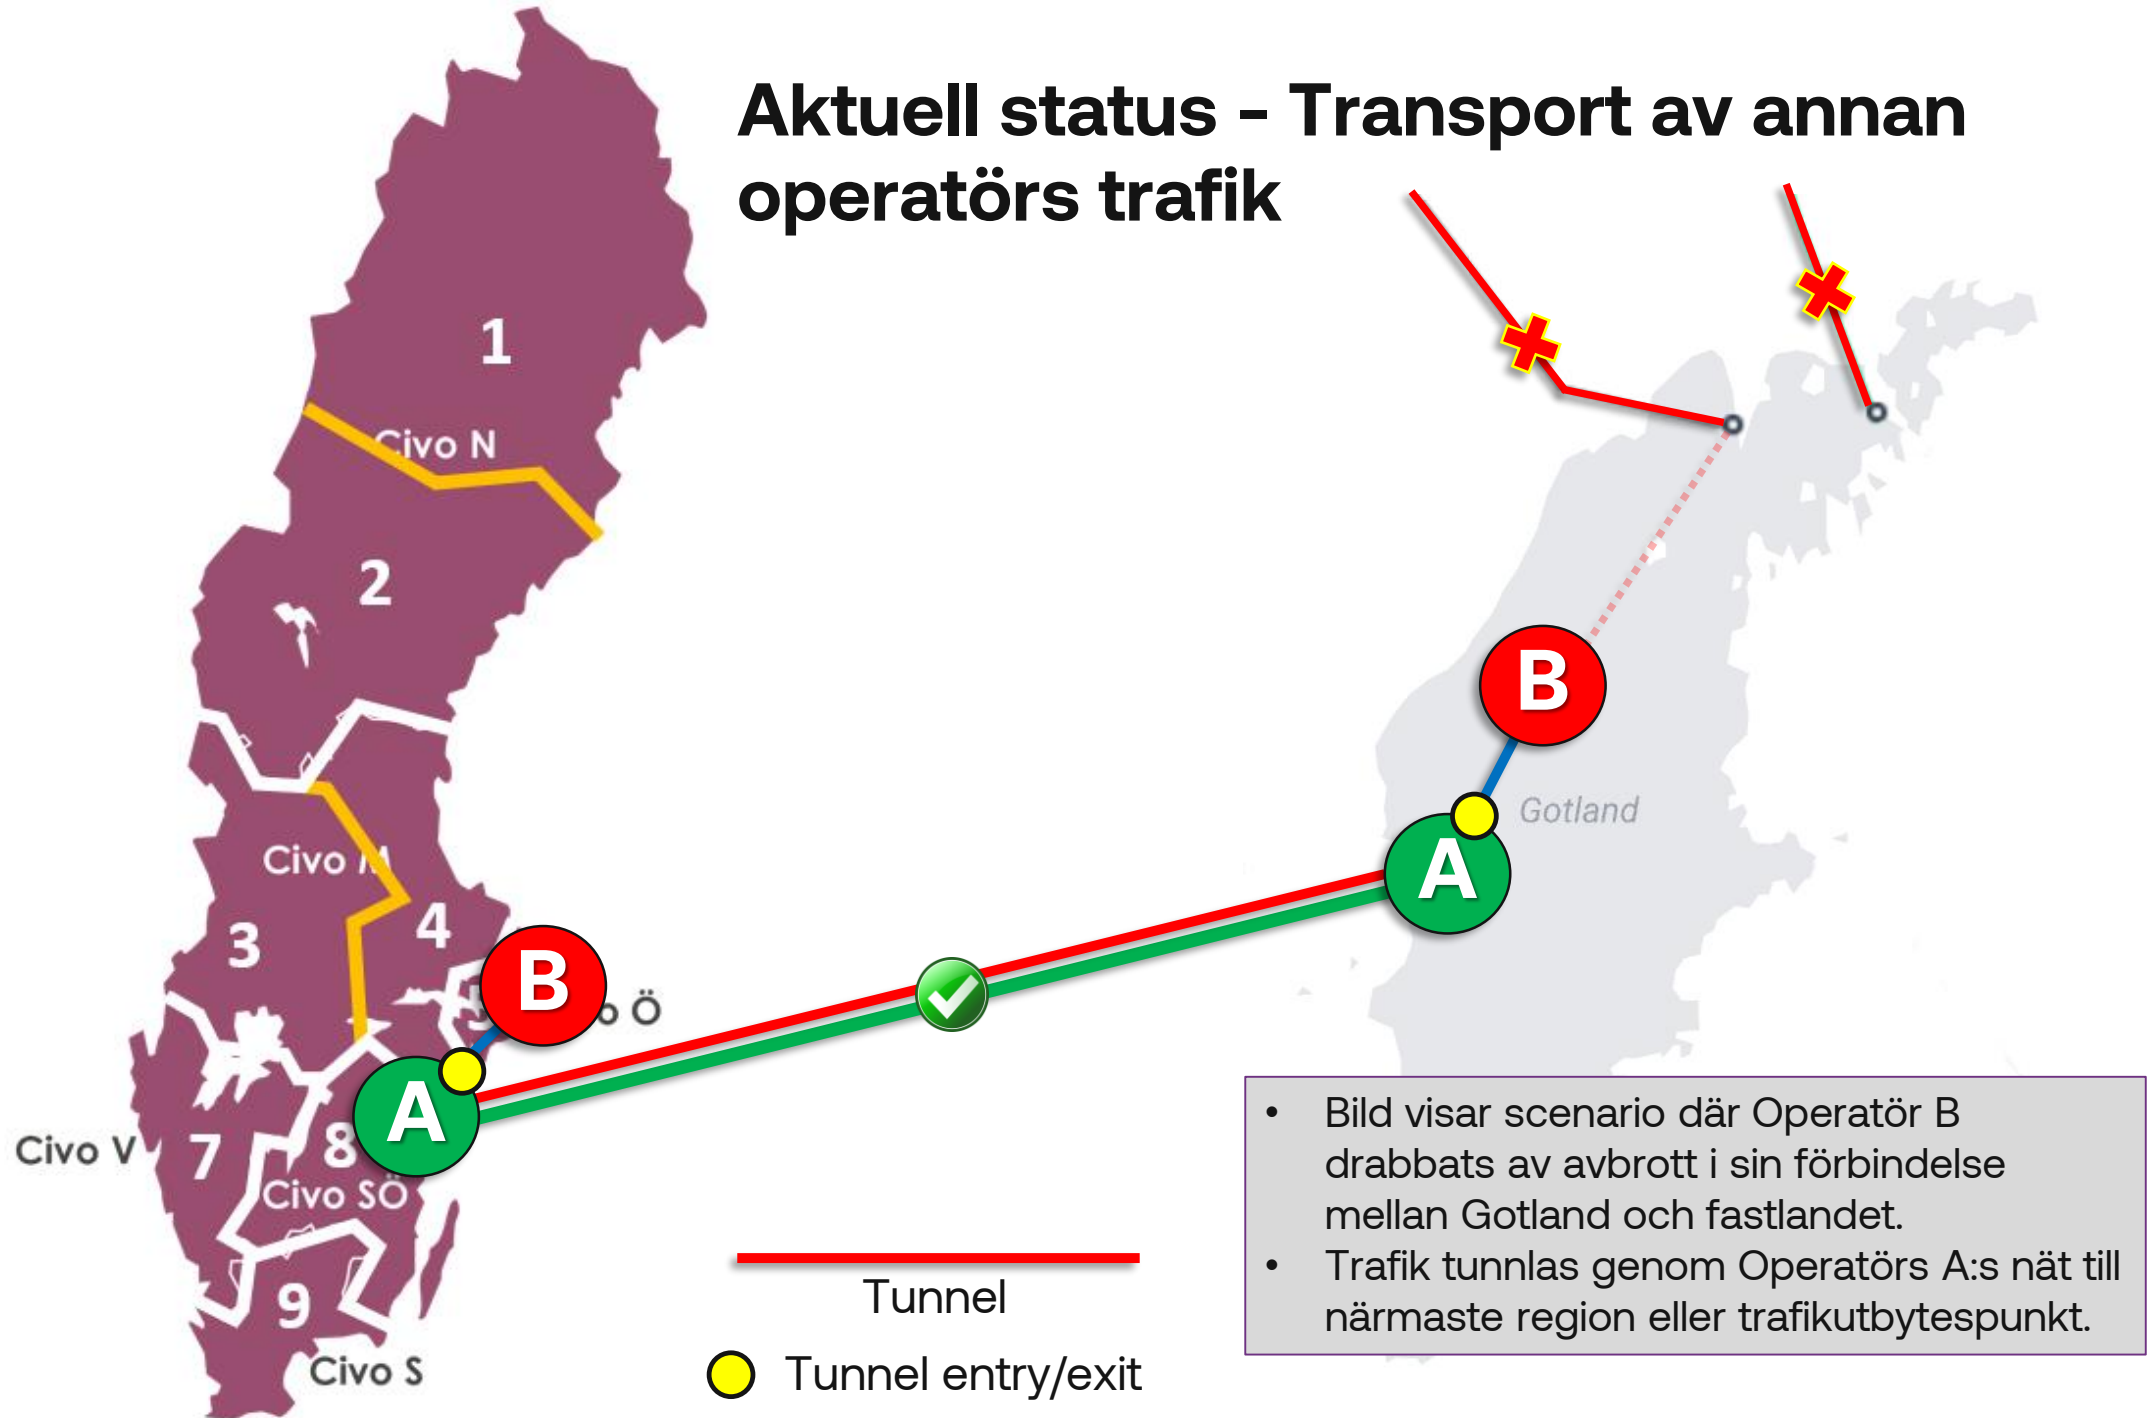 Aktuell status - Transport av annan
operatörs trafik
1
Civo N
2
B
Gotland
A
Civo M
4
3
B
o Ö
A
Civo V
7
8
Civo SÖ
9
Civo S
Tunnel
Tunnel entry/exit
• Bild visar scenario där Operatör B
drabbats av avbrott i sin förbindelse
mellan Gotland och fastlandet.
• Trafik tunnlas genom Operatörs A:s nät till
närmaste region eller trafikutbytespunkt.